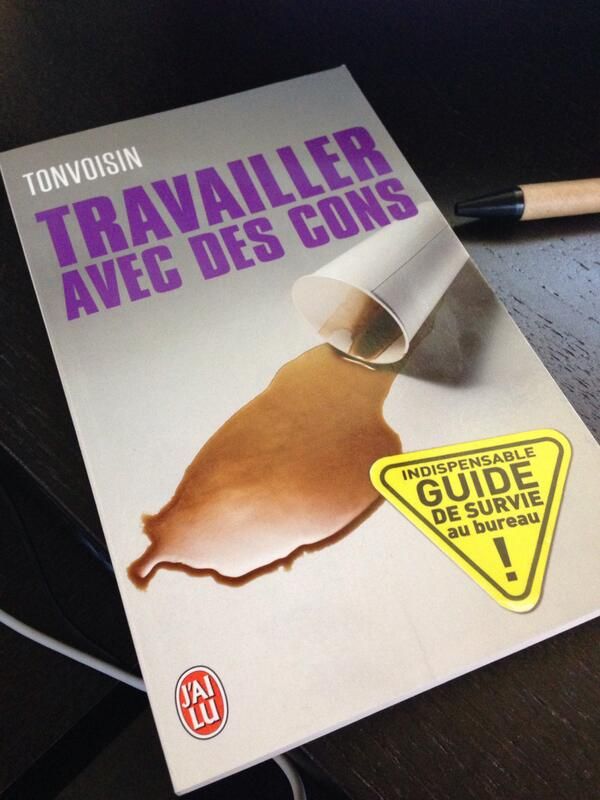 TONVOISIN
TRAVAILLER
AVEC DES CONS
INDISPENSABLE
GUIDE
DE SURVIE
au bureau
!
J'AI
LU